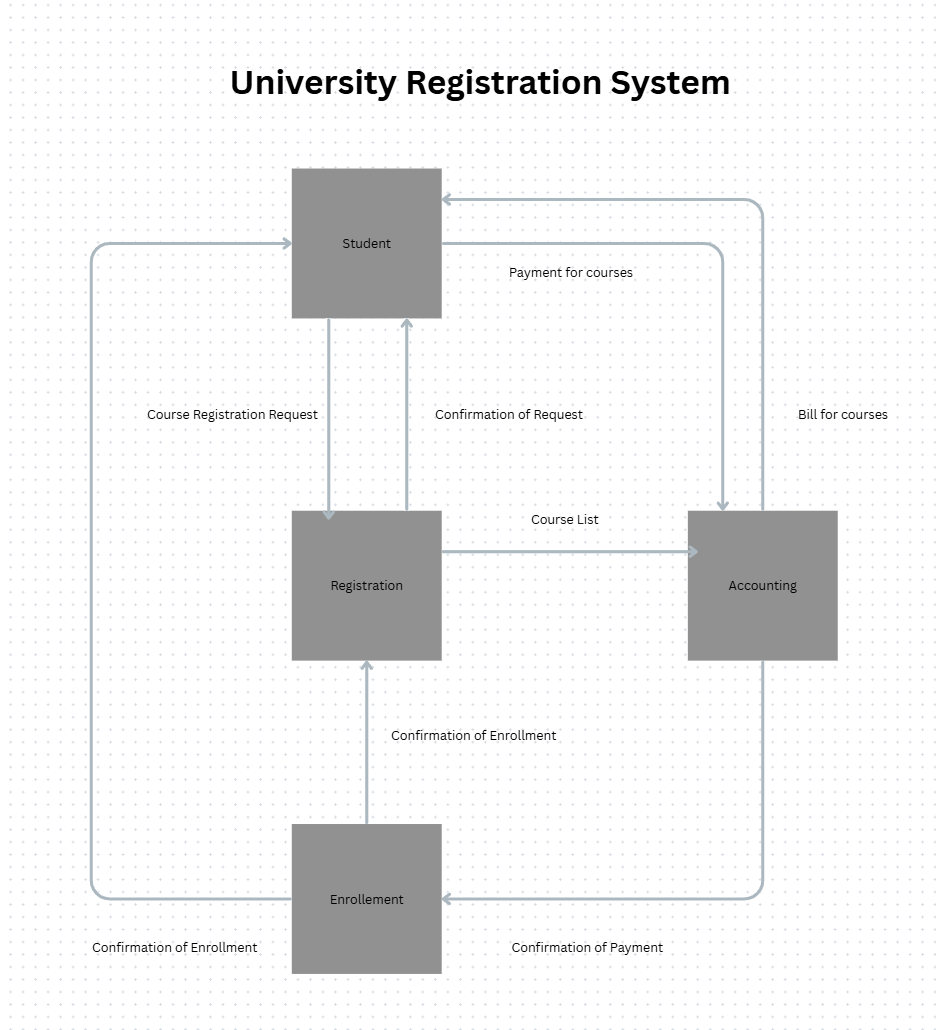 University Registration System
Student
Payment for courses
Course Registration Request
Confirmation of Request
Bill for courses
Course List
Registration
Accounting
Confirmation of Enrollment
Enrollement
Confirmation of Enrollment
Confirmation of Payment